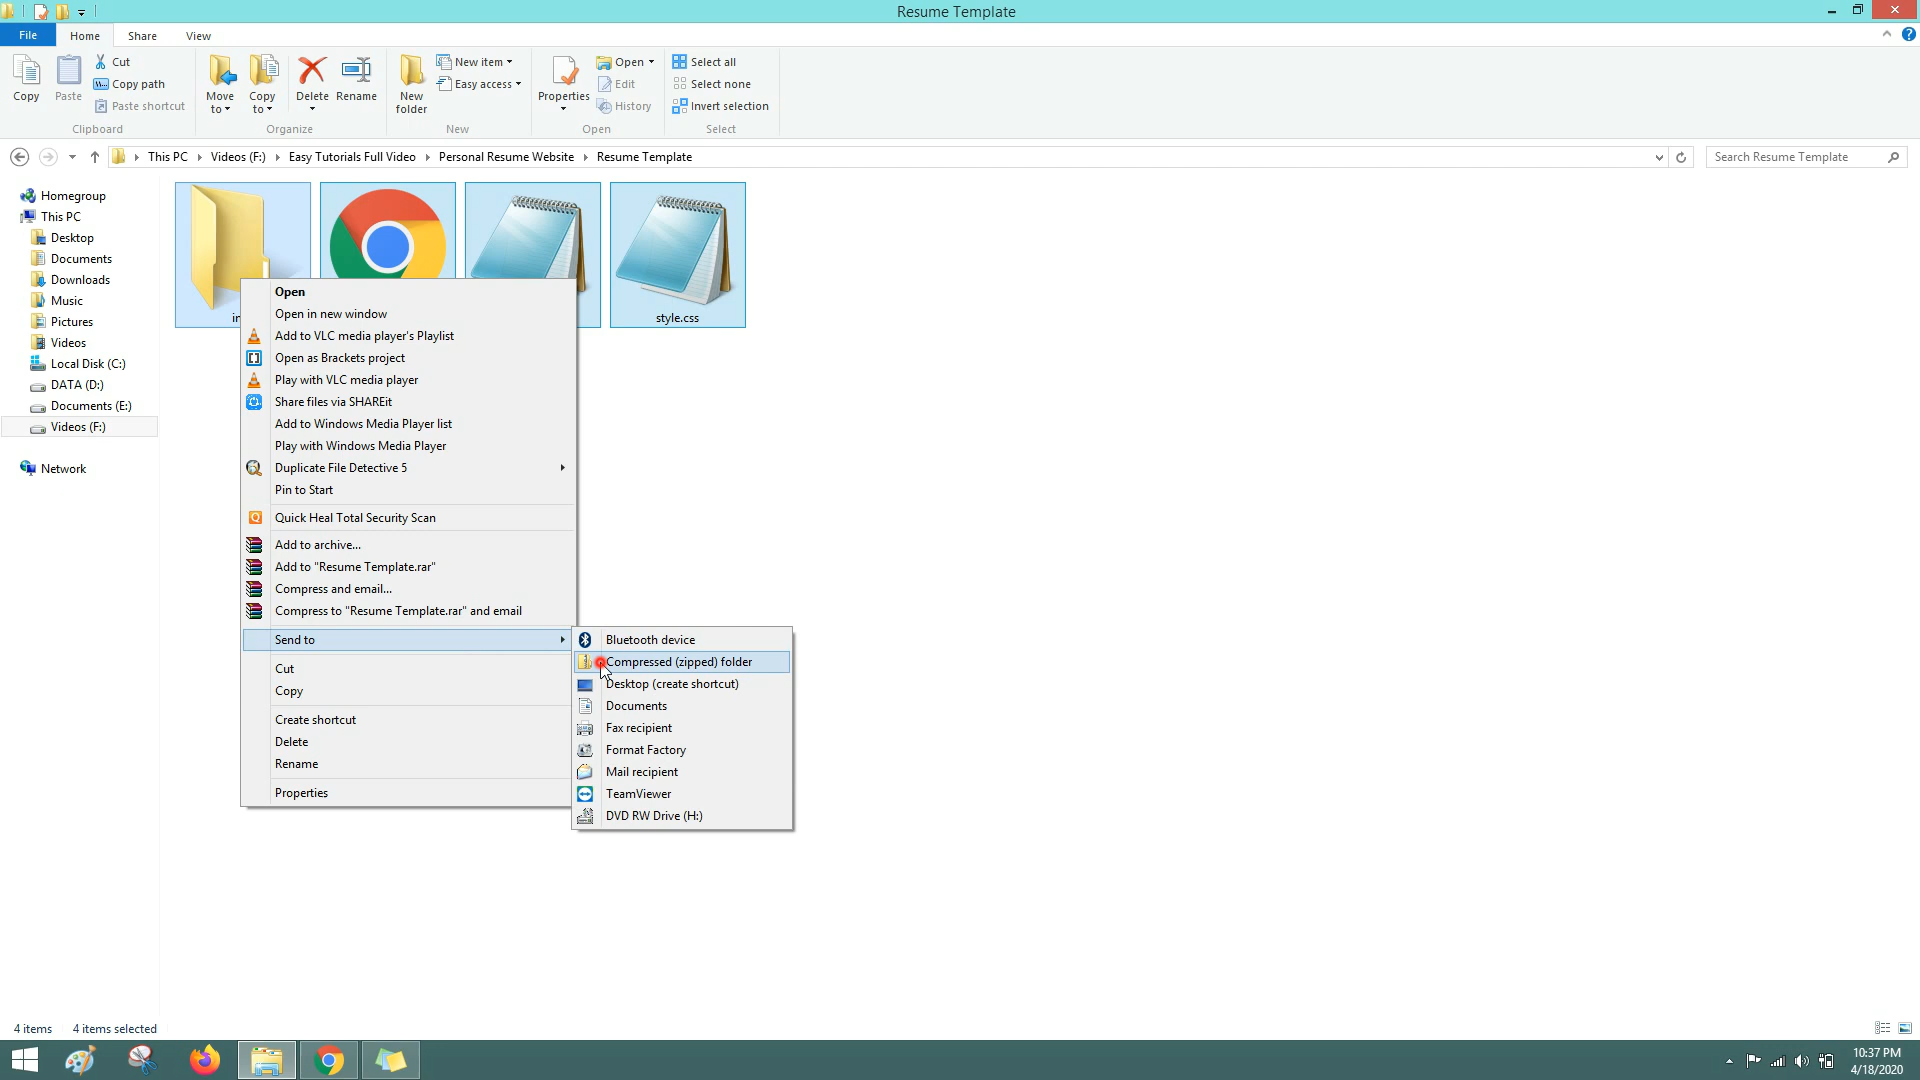 Resume Template
File Home Share View
Copy
Paste
Cut
Copy path
Paste shortcut
Clipboard
Move to
Copy to
Delete
Rename
Organize
New folder
New item
Easy access
New
Properties
Open
Edit
History
Open
Select all
Select none
Invert selection
Select
This PC Videos (F:) Easy Tutorials Full Video Personal Resume Website Resume Template
Search Resume Template
Homegroup
This PC
Desktop
Documents
Downloads
Music
Pictures
Videos
Local Disk (C:)
DATA (D:)
Documents (E:)
Videos (F:)
Network
style.css
Open
Open in new window
Add to VLC media player's Playlist
Open as Brackets project
Play with VLC media player
Share files via SHAREit
Add to Windows Media Player list
Play with Windows Media Player
Duplicate File Detective 5
Pin to Start
Quick Heal Total Security Scan
Add to archive...
Add to "Resume Template.rar"
Compress and email...
Compress to "Resume Template.rar" and email
Send to
Cut
Copy
Create shortcut
Delete
Rename
Properties
Bluetooth device
Compressed (zipped) folder
Desktop (create shortcut)
Documents
Fax recipient
Format Factory
Mail recipient
TeamViewer
DVD RW Drive (H:)
4 items 4 items selected
10:37 PM
4/18/2020